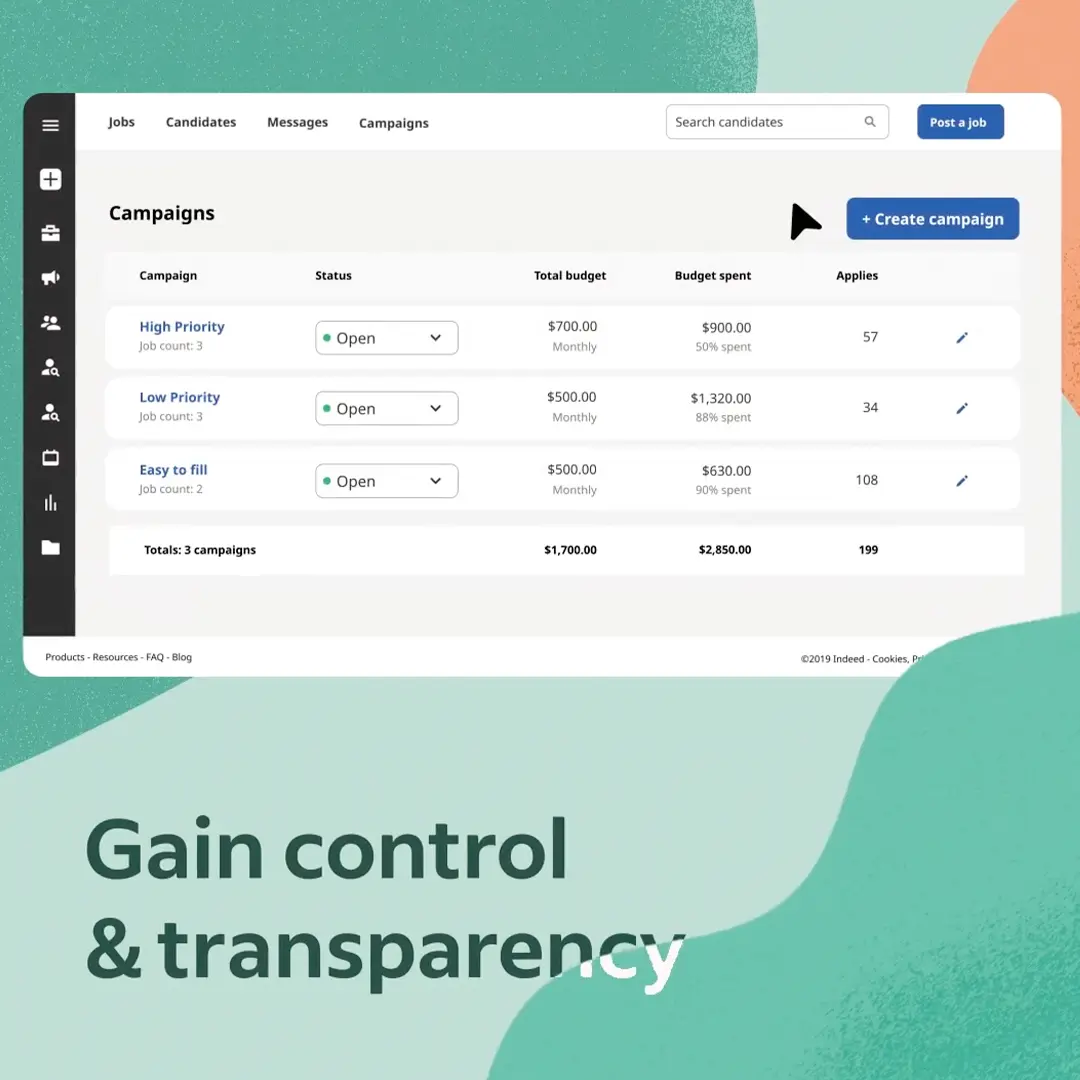 Jobs Candidates Messages Campaigns Search candidates Post a job
Campaigns + Create campaign
Campaign Status Total budget Budget spent Applies
High Priority Open $700.00 $900.00 57
Job count: 3 Monthly 50% spent
Low Priority Open $500.00 $1,320.00 34
Job count: 3 Monthly 88% spent
Easy to fill Open $500.00 $630.00 108
Job count: 2 Monthly 90% spent
Totals: 3 campaigns $1,700.00 $2,850.00 199
Products - Resources - FAQ - Blog ©2019 Indeed - Cookies,
Gain control
& transparency